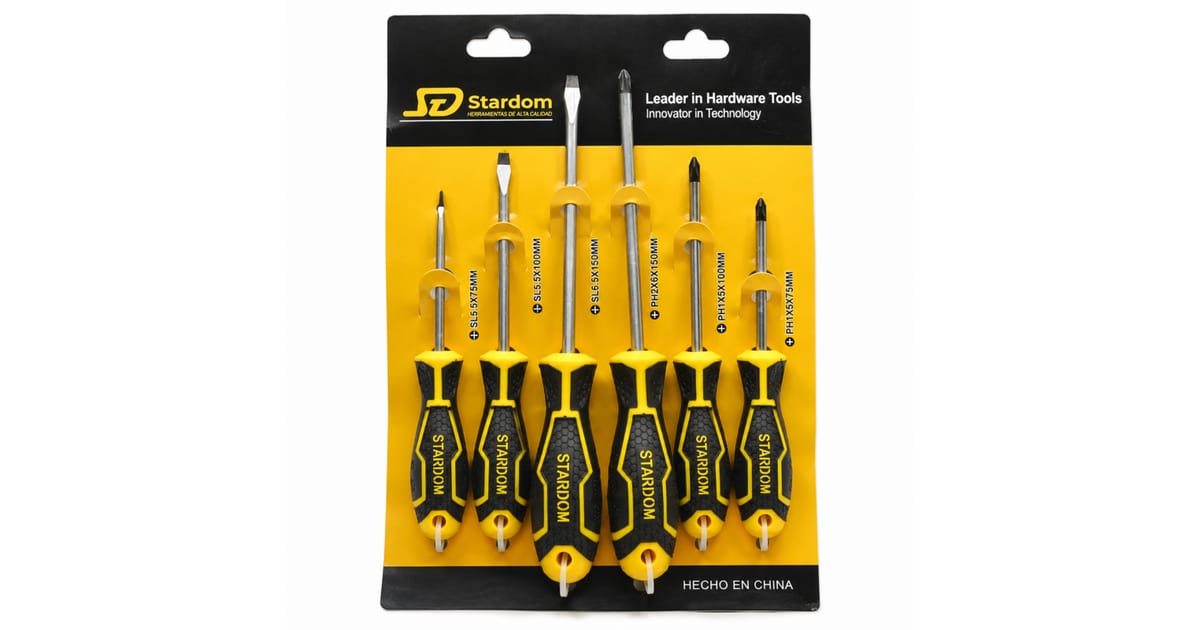 SD Stardom
HERRAMIENTAS DE ALTA CALIDAD
Leader in Hardware Tools
Innovator in Technology
SL5.5X75MM
SL5.5X100MM
SL6.5X150MM
PH2X6X150MM
PH1X5X100MM
PH1X5X75MM
STARDOM
STARDOM
STARDOM
STARDOM
STARDOM
STARDOM
HECHO EN CHINA